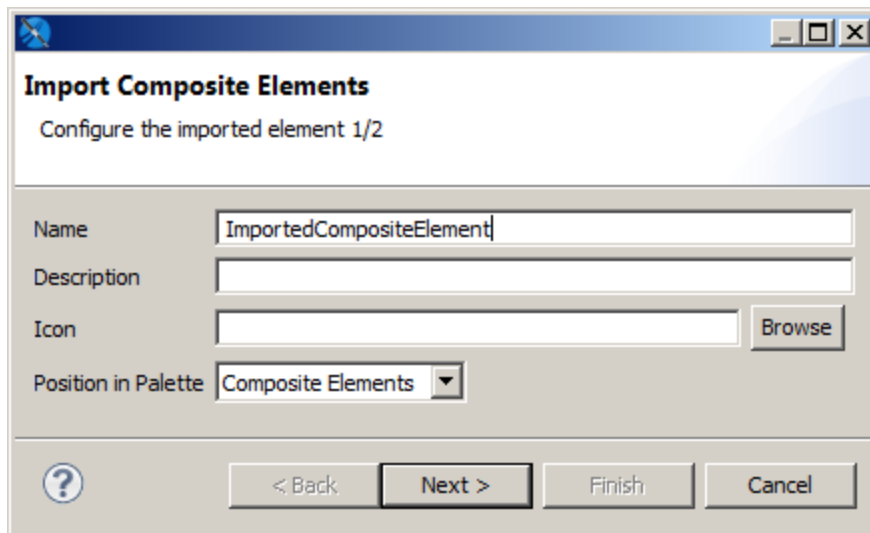 Import Composite Elements
Configure the imported element 1/2
Name ImportedCompositeElement
Description
Icon Browse
Position in Palette Composite Elements
? < Back Next > Finish Cancel